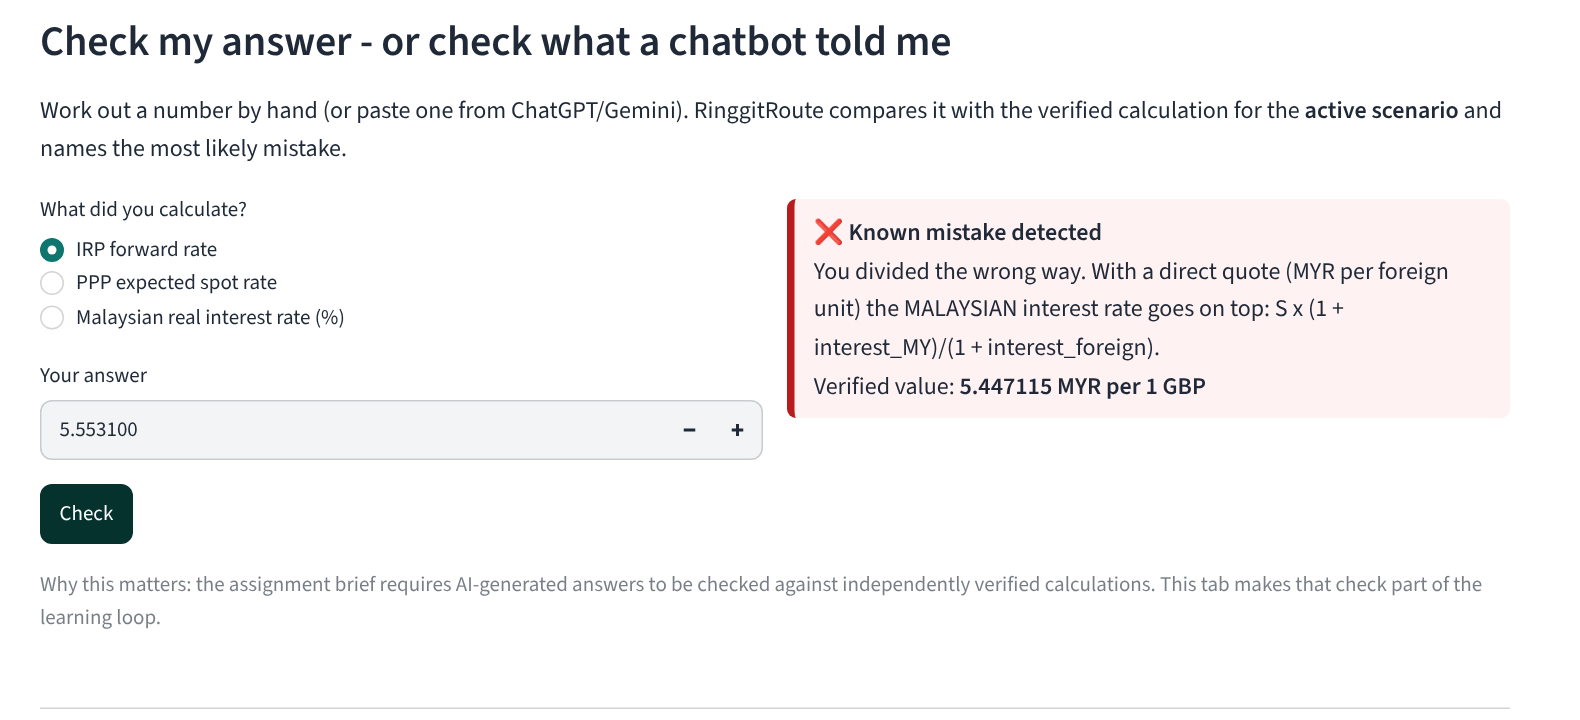 Check my answer - or check what a chatbot told me
Work out a number by hand (or paste one from ChatGPT/Gemini). RinggitRoute compares it with the verified calculation for the active scenario and
names the most likely mistake.
What did you calculate?
IRP forward rate
PPP expected spot rate
Malaysian real interest rate (%)
Your answer
5.553100
− +
Check
❌ Known mistake detected
You divided the wrong way. With a direct quote (MYR per foreign
unit) the MALAYSIAN interest rate goes on top: S x (1 +
interest_MY)/(1 + interest_foreign).
Verified value: 5.447115 MYR per 1 GBP
Why this matters: the assignment brief requires AI-generated answers to be checked against independently verified calculations. This tab makes that check part of the
learning loop.